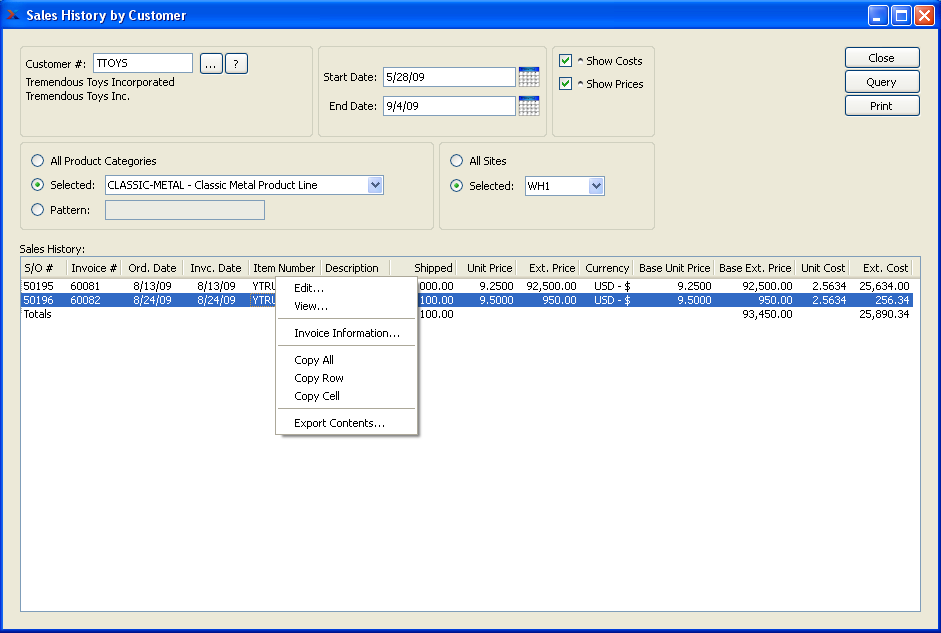 Sales History by Customer
Customer #: TTOYS ... ?
Tremendous Toys Incorporated
Tremendous Toys Inc.
Start Date: 5/28/09
End Date: 9/4/09
^ Show Costs
^ Show Prices
Close
Query
Print
All Product Categories
Selected: CLASSIC-METAL - Classic Metal Product Line
Pattern:
All Sites
Selected: WH1
Sales History:
S/O # Invoice # Ord. Date Invc. Date Item Number Description Shipped Unit Price Ext. Price Currency Base Unit Price Base Ext. Price Unit Cost Ext. Cost
50195 60081 8/13/09 8/13/09 YTRU 000.00 9.2500 92,500.00 USD - $ 9.2500 92,500.00 2.5634 25,634.00
50196 60082 8/24/09 8/24/09 YTRU 100.00 9.5000 950.00 USD - $ 9.5000 950.00 2.5634 256.34
Totals 100.00 93,450.00 25,890.34
Edit...
View...
Invoice Information...
Copy All
Copy Row
Copy Cell
Export Contents...